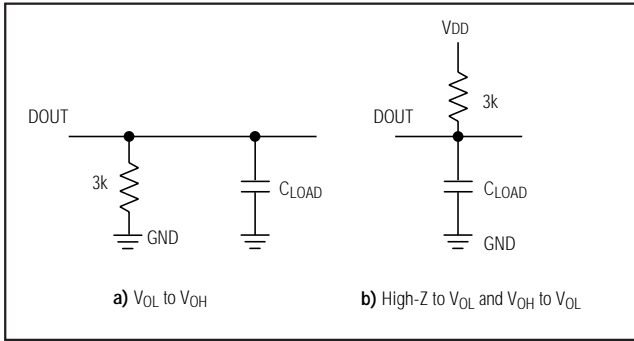 VDD
3k
DOUT
DOUT
3k
CLOAD
CLOAD
GND
GND
a) VOL to VOH
b) High-Z to VOL and VOH to VOL